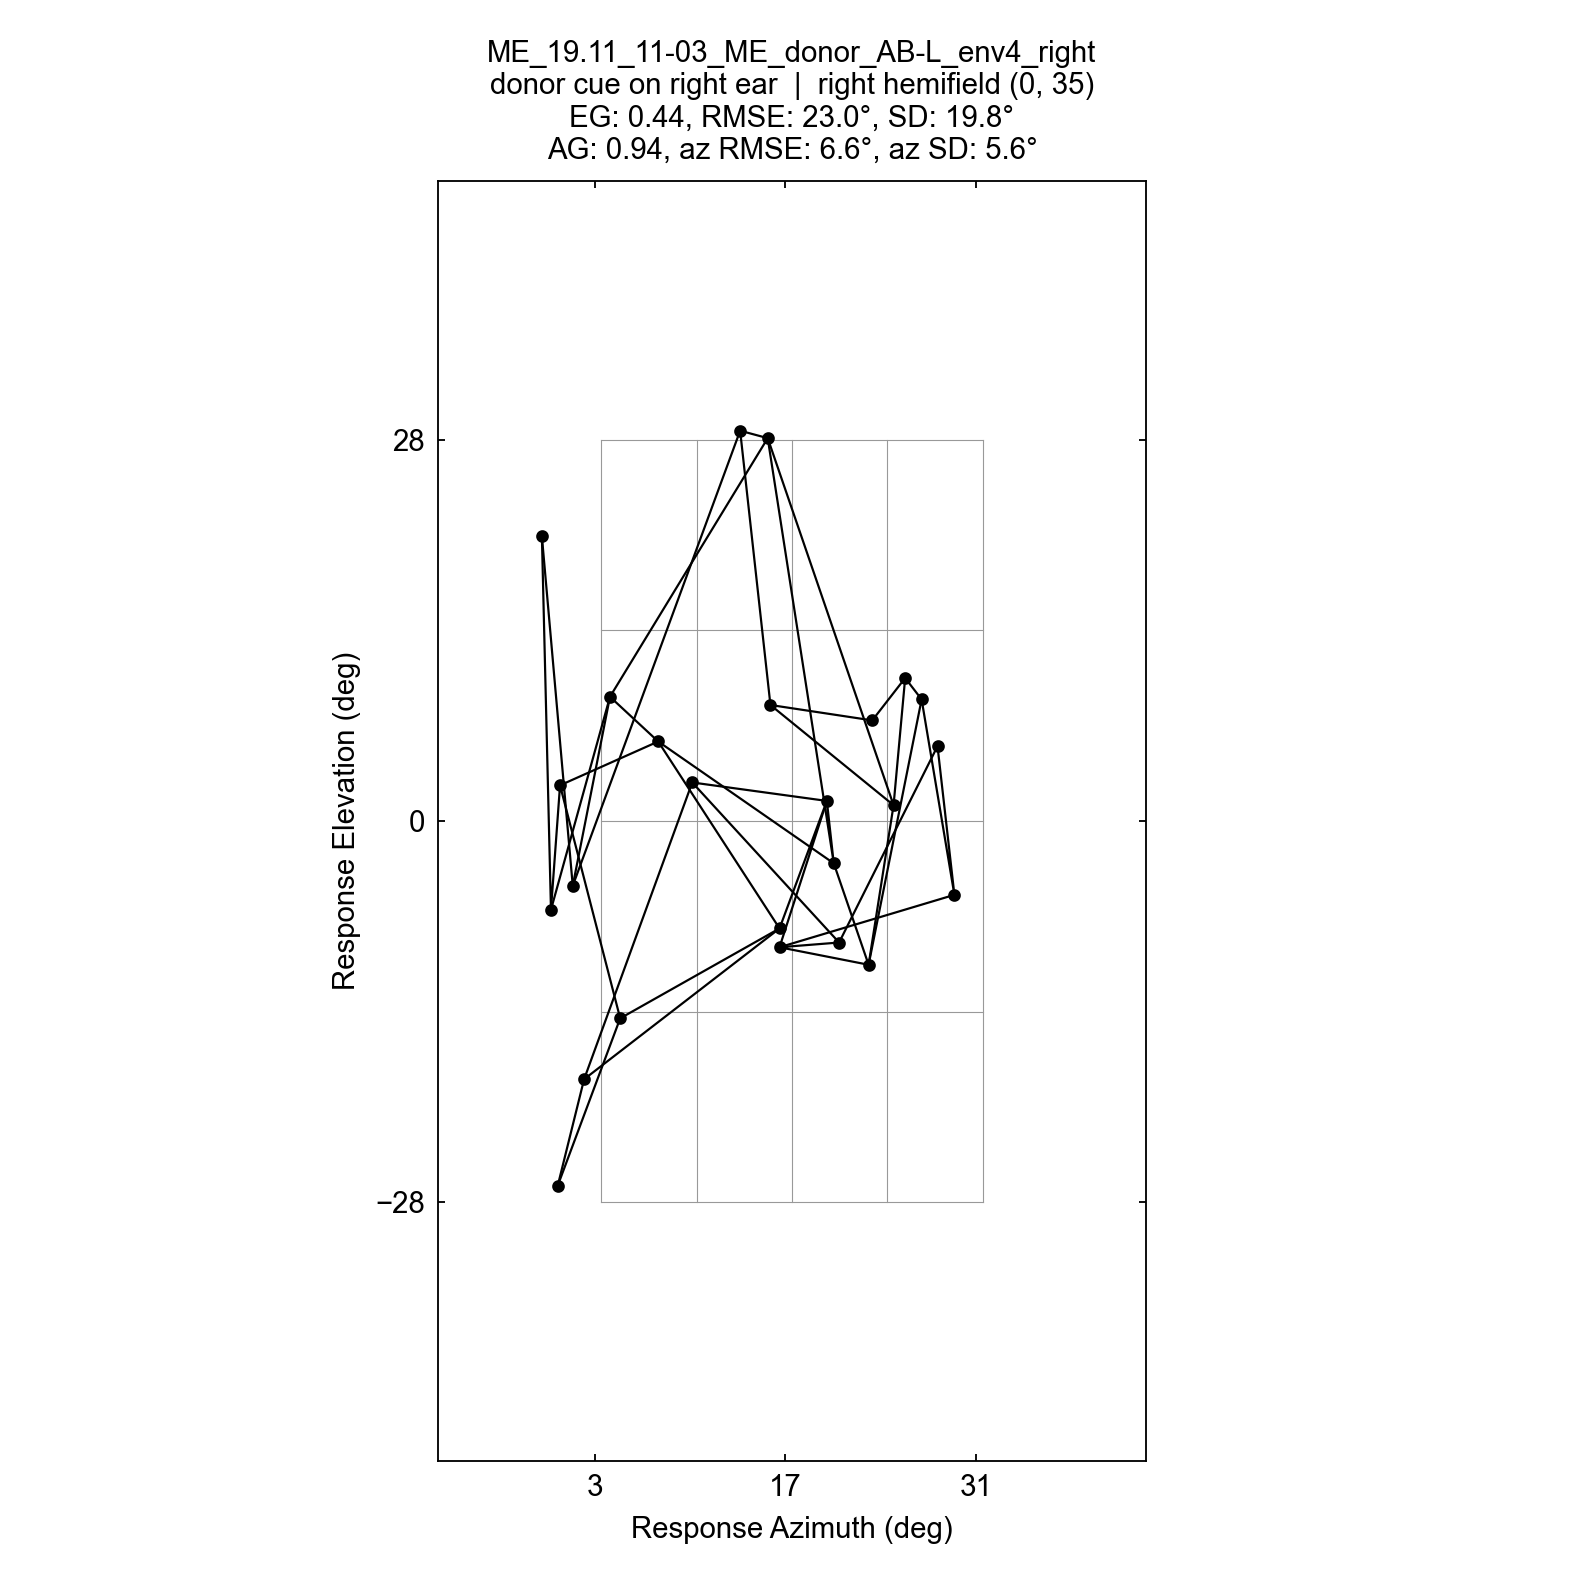 ME_19.11_11-03_ME_donor_AB-L_env4_right
donor cue on right ear | right hemifield (0, 35)
EG: 0.44, RMSE: 23.0°, SD: 19.8°
AG: 0.94, az RMSE: 6.6°, az SD: 5.6°
28
0
−28
Response Elevation (deg)
3 17 31
Response Azimuth (deg)